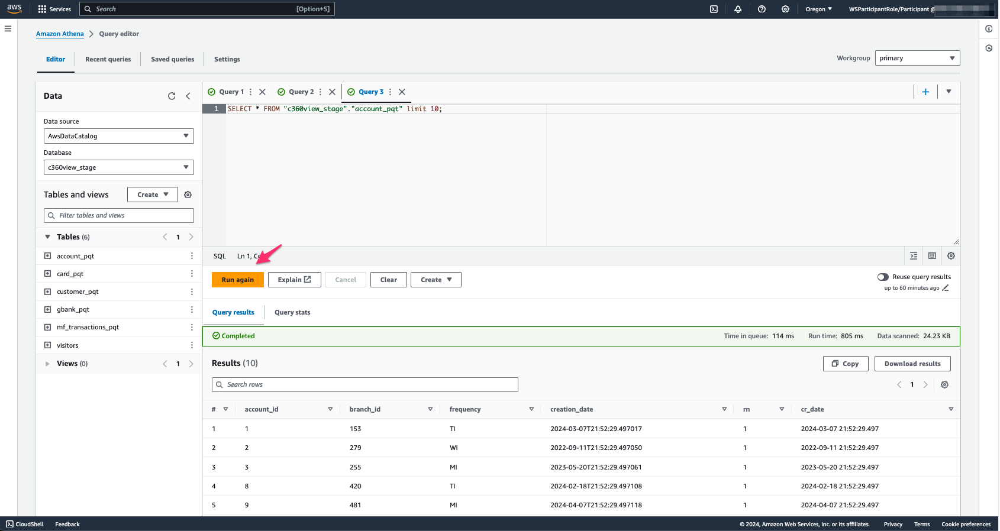 aws Services Search [Option+S] Oregon WSParticipantRole/Participant @
Amazon Athena Query editor
Editor Recent queries Saved queries Settings Workgroup primary
Data
Data source
AwsDataCatalog
Database
c360view_stage
Tables and views Create
Filter tables and views
Tables (6) 1
account_pqt
card_pqt
customer_pqt
gbank_pqt
mf_transactions_pqt
visitors
Views (0) 1
Query 1 Query 2 Query 3
1 SELECT * FROM "c360view_stage"."account_pqt" limit 10;
SQL Ln 1,
Run again Explain Cancel Clear Create Reuse query results
up to 60 minutes ago
Query results Query stats
Completed Time in queue: 114 ms Run time: 805 ms Data scanned: 24.23 KB
Results (10) Copy Download results
Search rows 1
# account_id branch_id frequency creation_date rn cr_date
1 1 153 TI 2024-03-07T21:52:29.497017 1 2024-03-07 21:52:29.497
2 2 279 WI 2022-09-11T21:52:29.497050 1 2022-09-11 21:52:29.497
3 3 255 MI 2023-05-20T21:52:29.497061 1 2023-05-20 21:52:29.497
4 8 420 TI 2024-02-18T21:52:29.497108 1 2024-02-18 21:52:29.497
5 9 481 MI 2024-04-07T21:52:29.497118 1 2024-04-07 21:52:29.497
CloudShell Feedback © 2024, Amazon Web Services, Inc. or its affiliates. Privacy Terms Cookie preferences